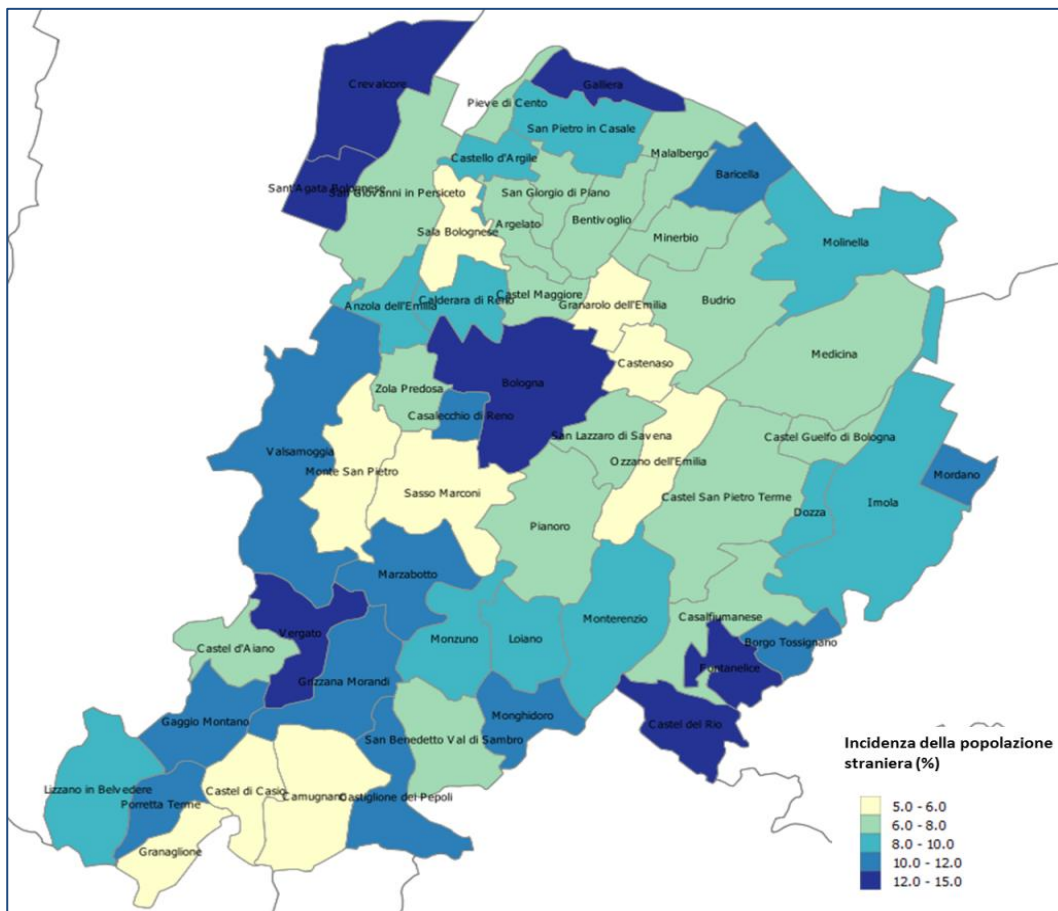 Crevalcore
Galliera
Pieve di Cento
San Pietro in Casale
Malalbergo
Castello d'Argile
Baricella
Sant'Agata Bolognese
San Giovanni in Persiceto
San Giorgio di Piano
Argelato
Bentivoglio
Sala Bolognese
Minerbio
Molinella
Anzola dell'Emilia
Calderara di Reno
Castel Maggiore
Granarolo dell'Emilia
Budrio
Medicina
Castenaso
Bologna
Zola Predosa
Casalecchio di Reno
San Lazzaro di Savena
Castel Guelfo di Bologna
Valsamoggia
Monte San Pietro
Ozzano dell'Emilia
Mordano
Sasso Marconi
Castel San Pietro Terme
Imola
Dozza
Pianoro
Marzabotto
Casalfiumanese
Monterenzio
Vergato
Monzuno
Loiano
Borgo Tossignano
Castel d'Aiano
Fontanelice
Grizzana Morandi
Gaggio Montano
Monghidoro
Castel del Rio
San Benedetto Val di Sambro
Lizzano in Belvedere
Castel di Casio
Camugnano
Castiglione dei Pepoli
Porretta Terme
Granaglione
Incidenza della popolazione
straniera (%)
5.0 - 6.0
6.0 - 8.0
8.0 - 10.0
10.0 - 12.0
12.0 - 15.0